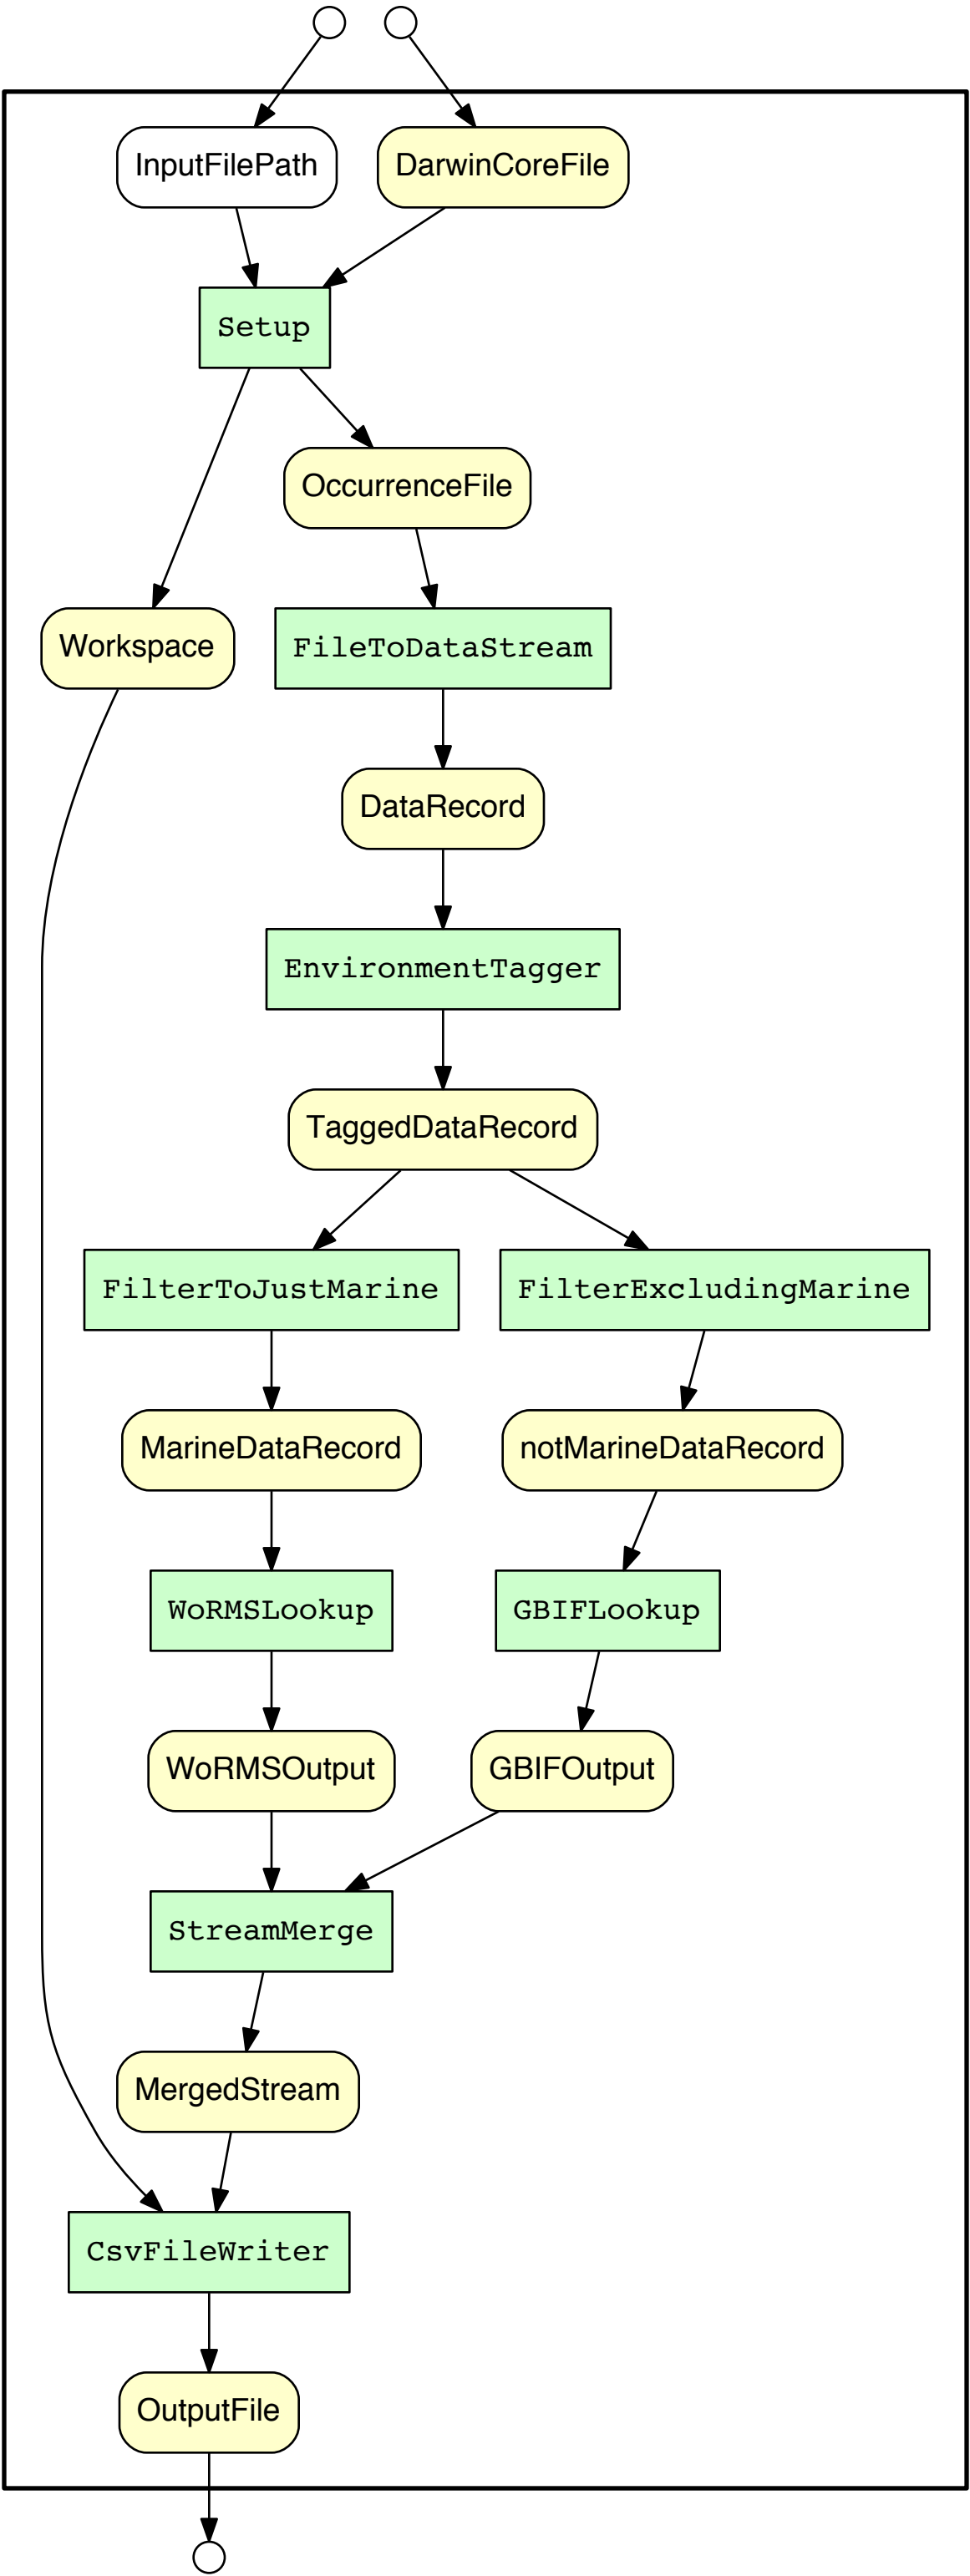 InputFilePath
DarwinCoreFile
Setup
OccurrenceFile
Workspace
FileToDataStream
DataRecord
EnvironmentTagger
TaggedDataRecord
FilterToJustMarine
FilterExcludingMarine
MarineDataRecord
notMarineDataRecord
WoRMSLookup
GBIFLookup
WoRMSOutput
GBIFOutput
StreamMerge
MergedStream
CsvFileWriter
OutputFile